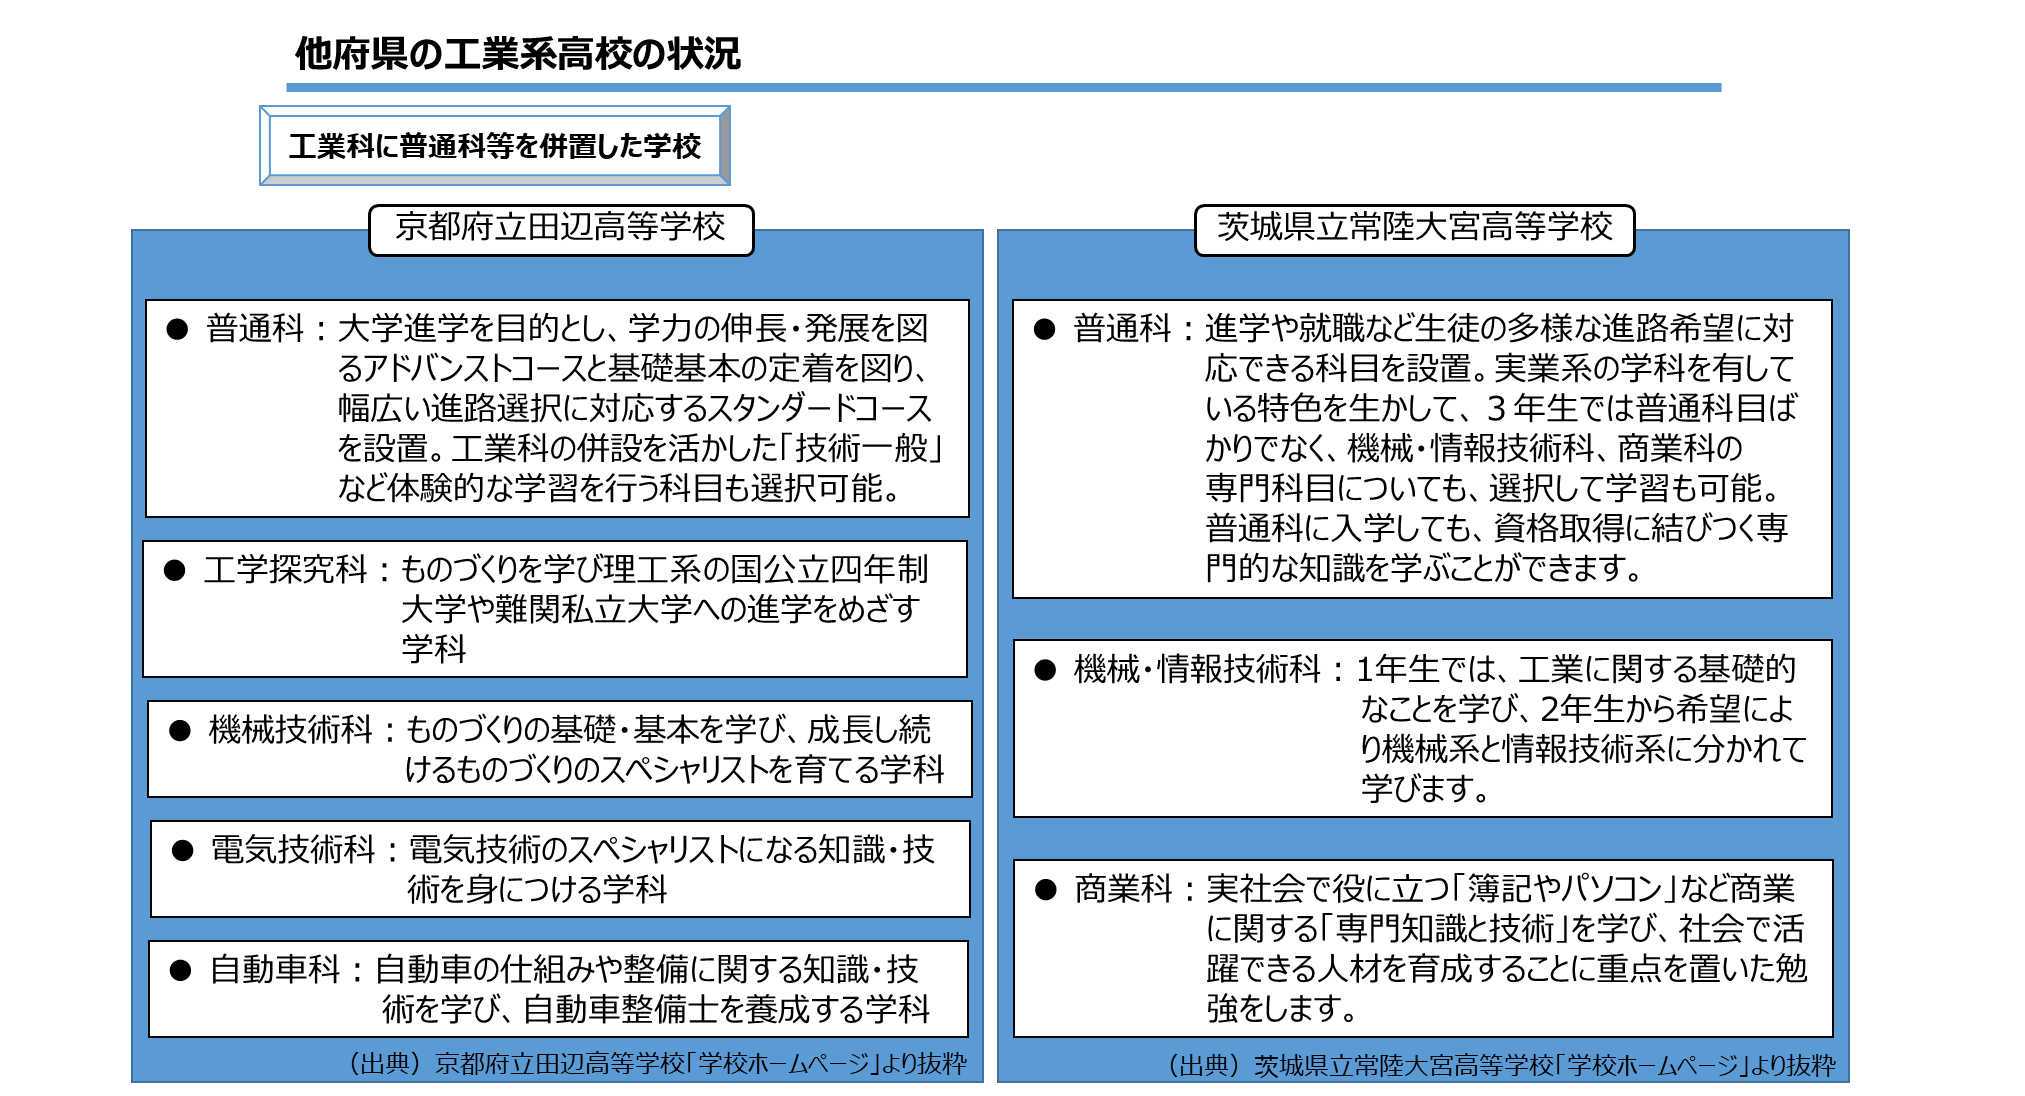 他府県の工業系高校の状況
工業科に普通科等を併置した学校
京都府立田辺高等学校
● 普通科：大学進学を目的とし、学力の伸長・発展を図
るアドバンストコースと基礎基本の定着を図り、
幅広い進路選択に対応するスタンダードコース
を設置。工業科の併設を活かした「技術一般」
など体験的な学習を行う科目も選択可能。
● 工学探究科：ものづくりを学び理工系の国公立四年制
大学や難関私立大学への進学をめざす
学科
● 機械技術科：ものづくりの基礎・基本を学び、成長し続
けるものづくりのスペシャリストを育てる学科
● 電気技術科：電気技術のスペシャリストになる知識・技
術を身につける学科
● 自動車科：自動車の仕組みや整備に関する知識・技
術を学び、自動車整備士を養成する学科
（出典）京都府立田辺高等学校「学校ホームページ」より抜粋
茨城県立常陸大宮高等学校
● 普通科：進学や就職など生徒の多様な進路希望に対
応できる科目を設置。実業系の学科を有して
いる特色を生かして、３年生では普通科目ば
かりでなく、機械・情報技術科、商業科の
専門科目についても、選択して学習も可能。
普通科に入学しても、資格取得に結びつく専
門的な知識を学ぶことができます。
● 機械・情報技術科：1年生では、工業に関する基礎的
なことを学び、2年生から希望によ
り機械系と情報技術系に分かれて
学びます。
● 商業科：実社会で役に立つ「簿記やパソコン」など商業
に関する「専門知識と技術」を学び、社会で活
躍できる人材を育成することに重点を置いた勉
強をします。
（出典）茨城県立常陸大宮高等学校「学校ホームページ」より抜粋